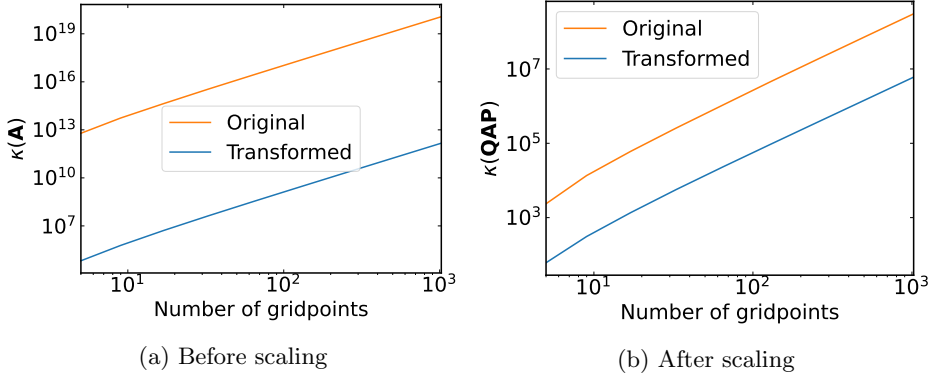 10^19
10^16
10^13
10^10
10^7
κ(A)
Original
Transformed
10^1
10^2
10^3
Number of gridpoints
(a) Before scaling
10^7
10^5
10^3
κ(QAP)
Original
Transformed
10^1
10^2
10^3
Number of gridpoints
(b) After scaling